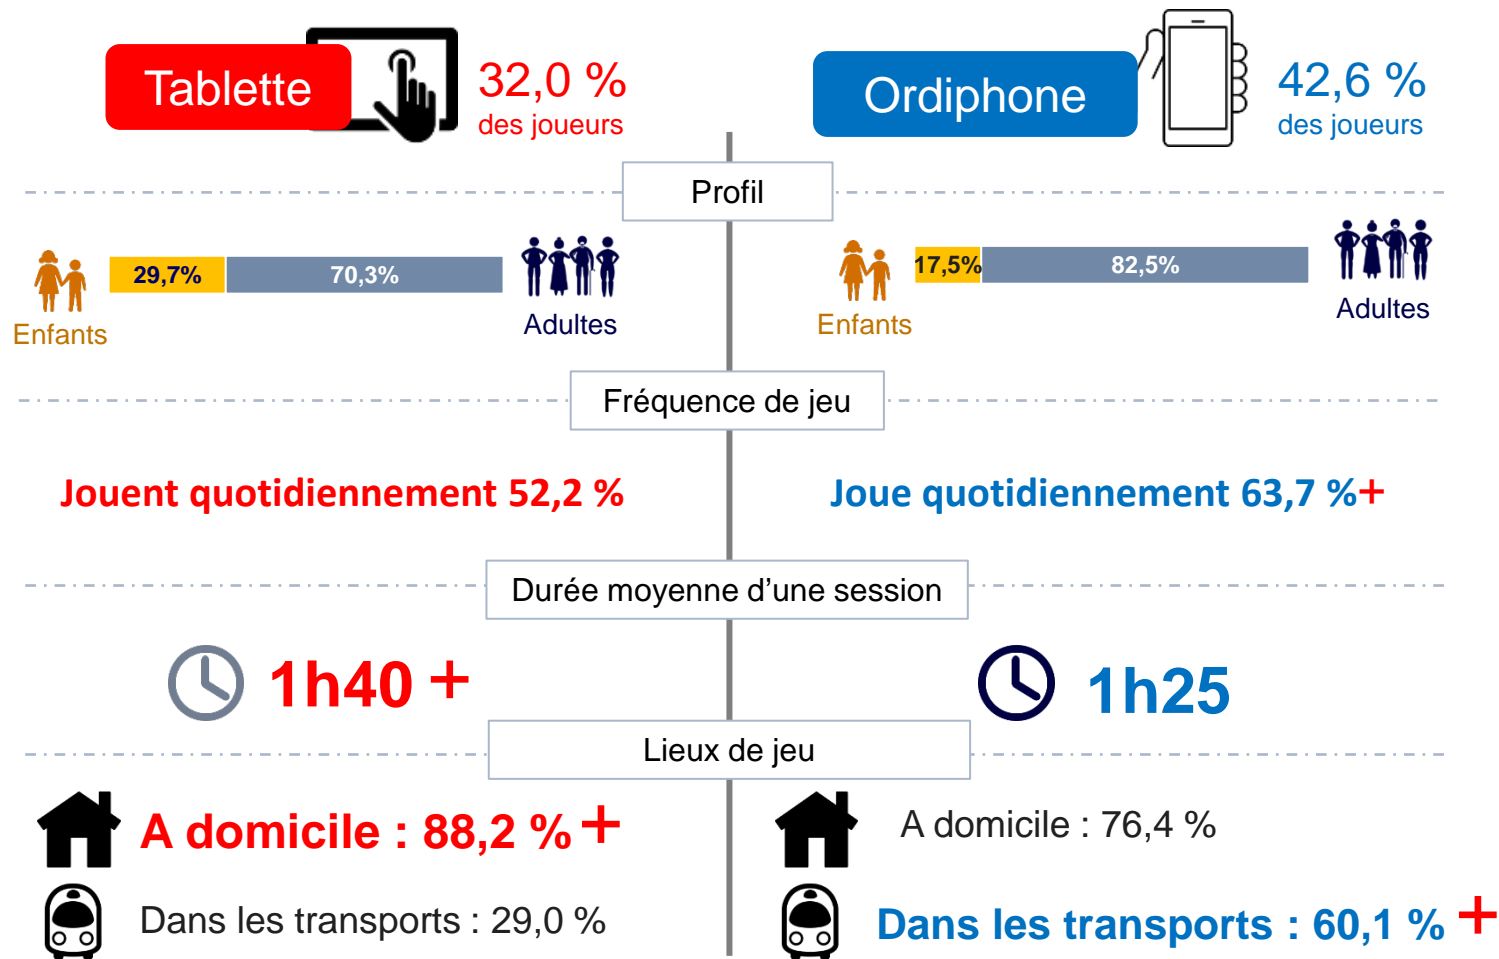 Tablette
32,0 %
des joueurs
Ordiphone
42,6 %
des joueurs
Profil
29,7%
70,3%
Enfants
Adultes
17,5%
82,5%
Enfants
Adultes
Fréquence de jeu
Jouent quotidiennement 52,2 %
Joue quotidiennement 63,7 %+
Durée moyenne d’une session
1h40 +
1h25
Lieux de jeu
A domicile : 88,2 % +
Dans les transports : 29,0 %
A domicile : 76,4 %
Dans les transports : 60,1 % +